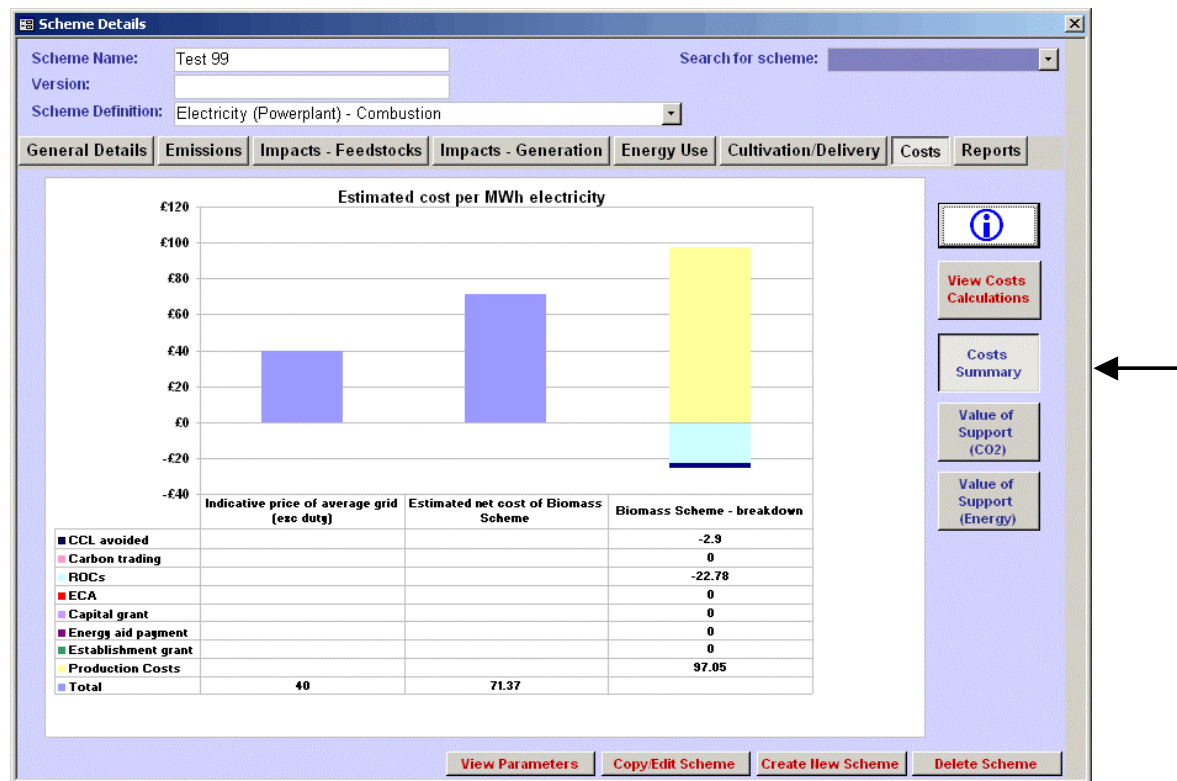 Scheme Details
Scheme Name: Test 99 Search for scheme:
Version:
Scheme Definition: Electricity (Powerplant) - Combustion
General Details Emissions Impacts - Feedstocks Impacts - Generation Energy Use Cultivation/Delivery Costs Reports
Estimated cost per MWh electricity
£120
£100
£80
£60
£40
£20
£0
-£20
-£40
Indicative price of average grid
(exc duty)
Estimated net cost of Biomass
Scheme
Biomass Scheme - breakdown
CCL avoided -2.9
Carbon trading 0
ROCs -22.78
ECA 0
Capital grant 0
Energy aid payment 0
Establishment grant 0
Production Costs 97.05
Total 40 71.37
View Costs
Calculations
Costs
Summary
Value of
Support
(CO2)
Value of
Support
(Energy)
View Parameters Copy/Edit Scheme Create New Scheme Delete Scheme